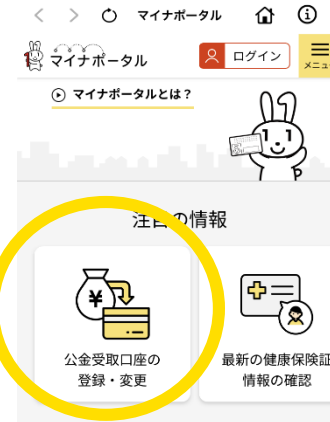 マイナポータル
マイナポータル
ログイン
メニュー
マイナポータルとは？
注目の情報
公金受取口座の
登録・変更
最新の健康保険証
情報の確認